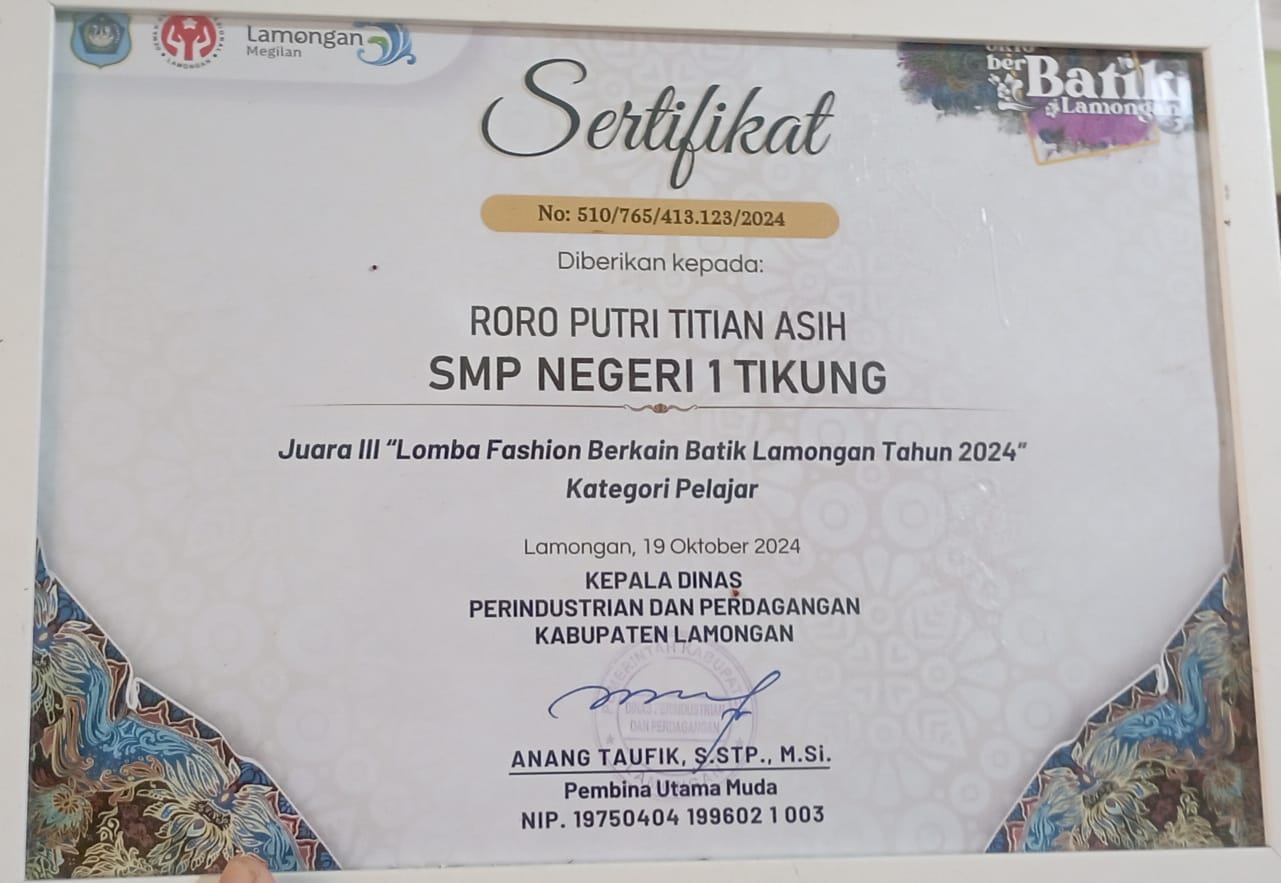 Lamongan
Megilan
LAMONGAN
ber
Batik
Lamongan
Sertifikat
No: 510/765/413.123/2024
Diberikan kepada:
RORO PUTRI TITIAN ASIH
SMP NEGERI 1 TIKUNG
Juara III “Lomba Fashion Berkain Batik Lamongan Tahun 2024”
Kategori Pelajar
Lamongan, 19 Oktober 2024
KEPALA DINAS
PERINDUSTRIAN DAN PERDAGANGAN
KABUPATEN LAMONGAN
DINAS PERINDUSTRIAN
DAN PERDAGANGAN
ANANG TAUFIK, S.STP., M.Si.
Pembina Utama Muda
NIP. 19750404 199602 1 003